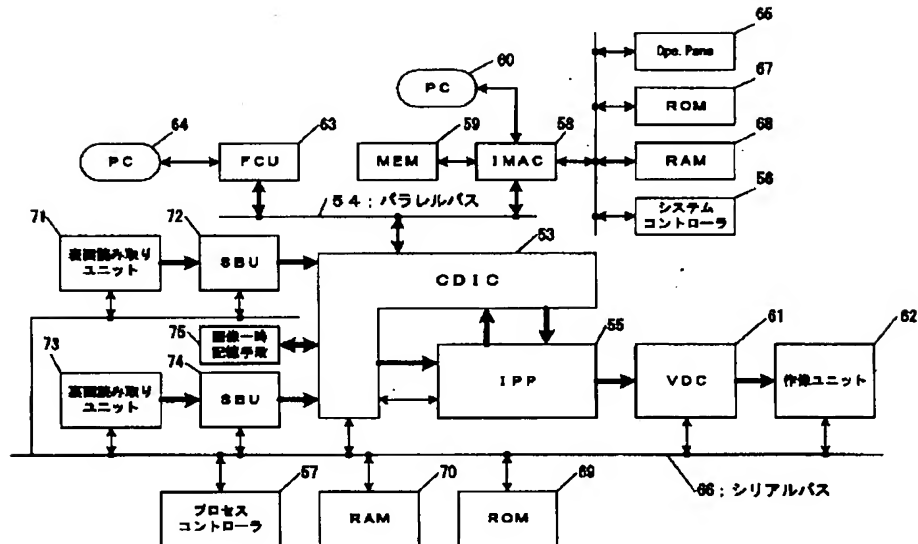 65
Ope. Pane
60
PC
67
ROM
64
PC
63
FCU
59
MEM
58
IMAC
68
RAM
56
システム
コントローラ
54;パラレルバス
71
裏面読み取り
ユニット
72
SBU
53
CDIC
75
画像一時
記憶手段
55
IPP
61
VDC
62
作像ユニット
73
裏面読み取り
ユニット
74
SBU
66;シリアルバス
57
プロセス
コントローラ
70
RAM
69
ROM